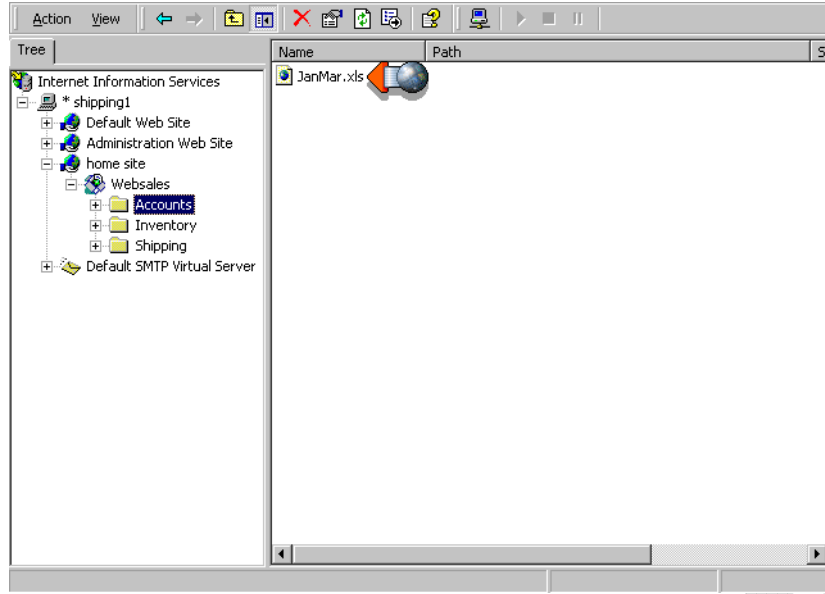 Action View
Tree
Name Path S
Internet Information Services
* shipping1
Default Web Site
Administration Web Site
home site
Websales
Accounts
Inventory
Shipping
Default SMTP Virtual Server
JanMar.xls